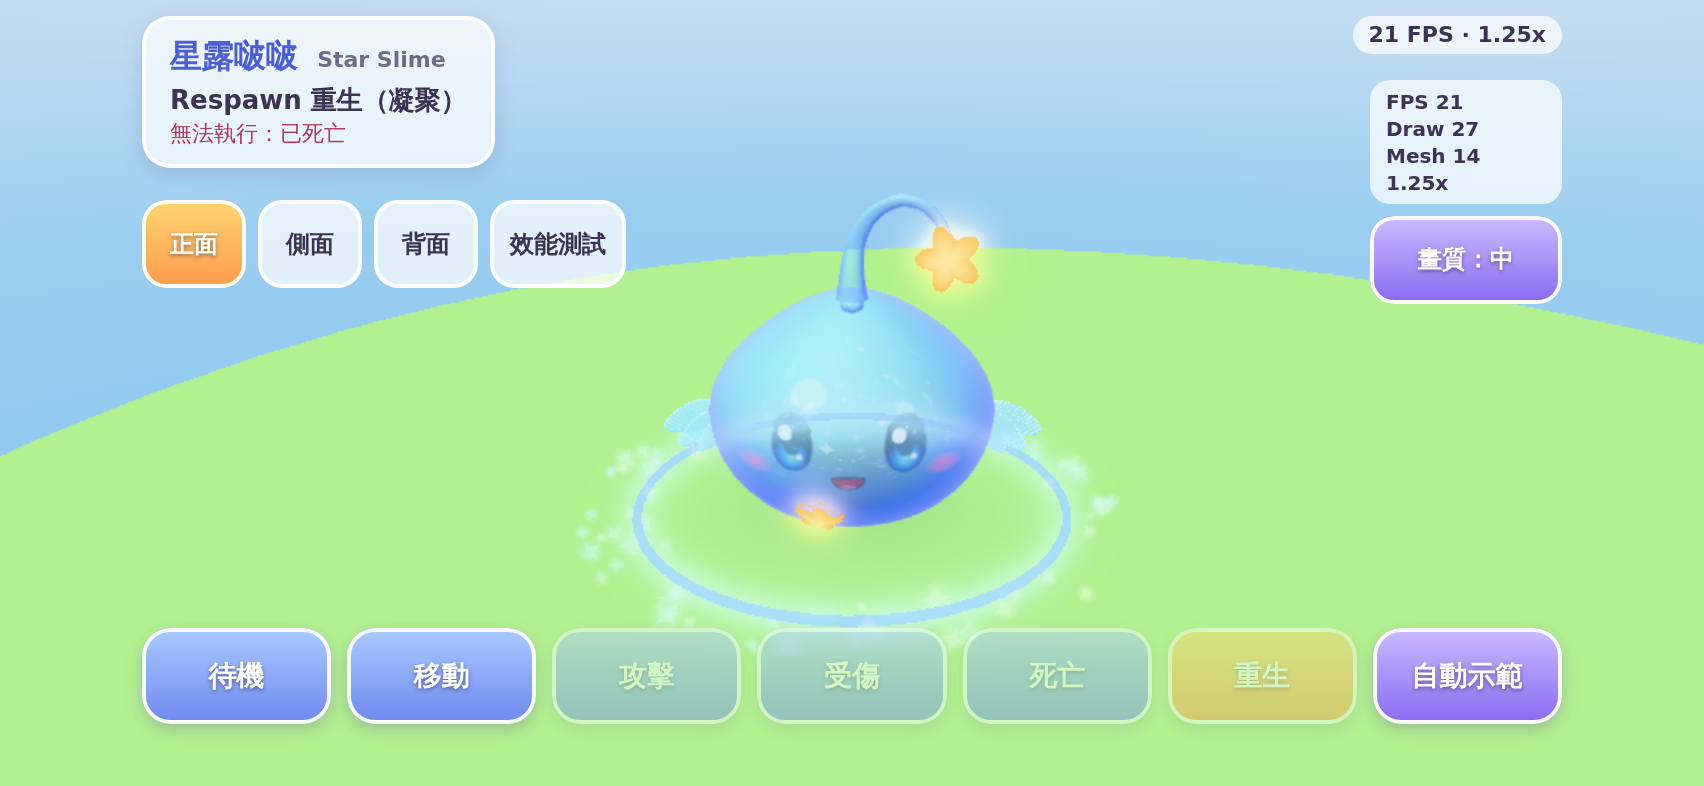 星露啵啵 Star Slime
Respawn 重生（凝聚）
無法執行：已死亡
21 FPS · 1.25x
FPS 21
Draw 27
Mesh 14
1.25x
正面 側面 背面 效能測試
畫質：中
待機 移動 攻擊 受傷 死亡 重生 自動示範